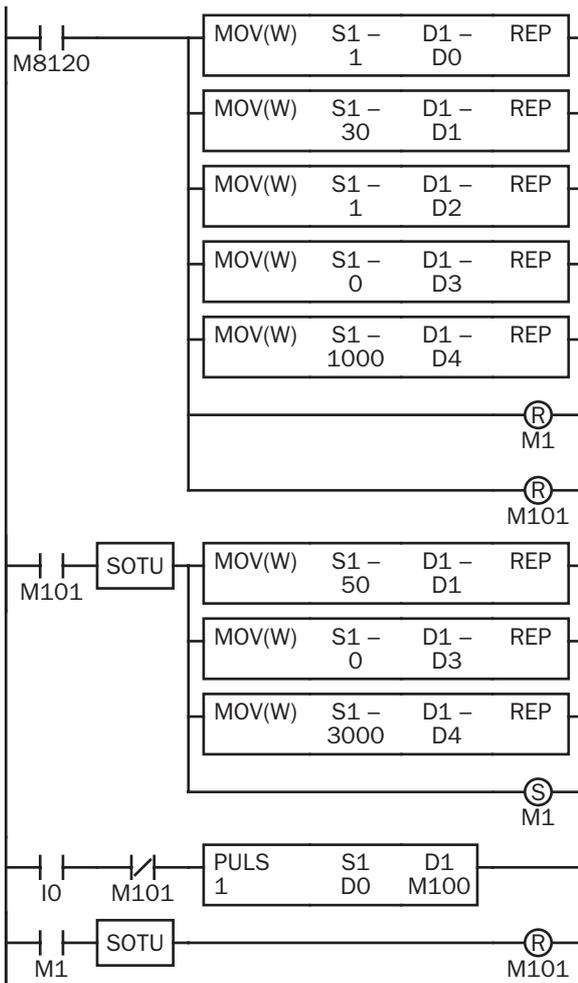 MOV(W) S1 – D1 – REP
1 D0
M8120
MOV(W) S1 – D1 – REP
30 D1
MOV(W) S1 – D1 – REP
1 D2
MOV(W) S1 – D1 – REP
0 D3
MOV(W) S1 – D1 – REP
1000 D4
R
M1
R
M101
SOTU MOV(W) S1 – D1 – REP
50 D1
M101
MOV(W) S1 – D1 – REP
0 D3
MOV(W) S1 – D1 – REP
3000 D4
S
M1
PULS S1 D1
1 D0 M100
I0 M101
SOTU R
M1 M101